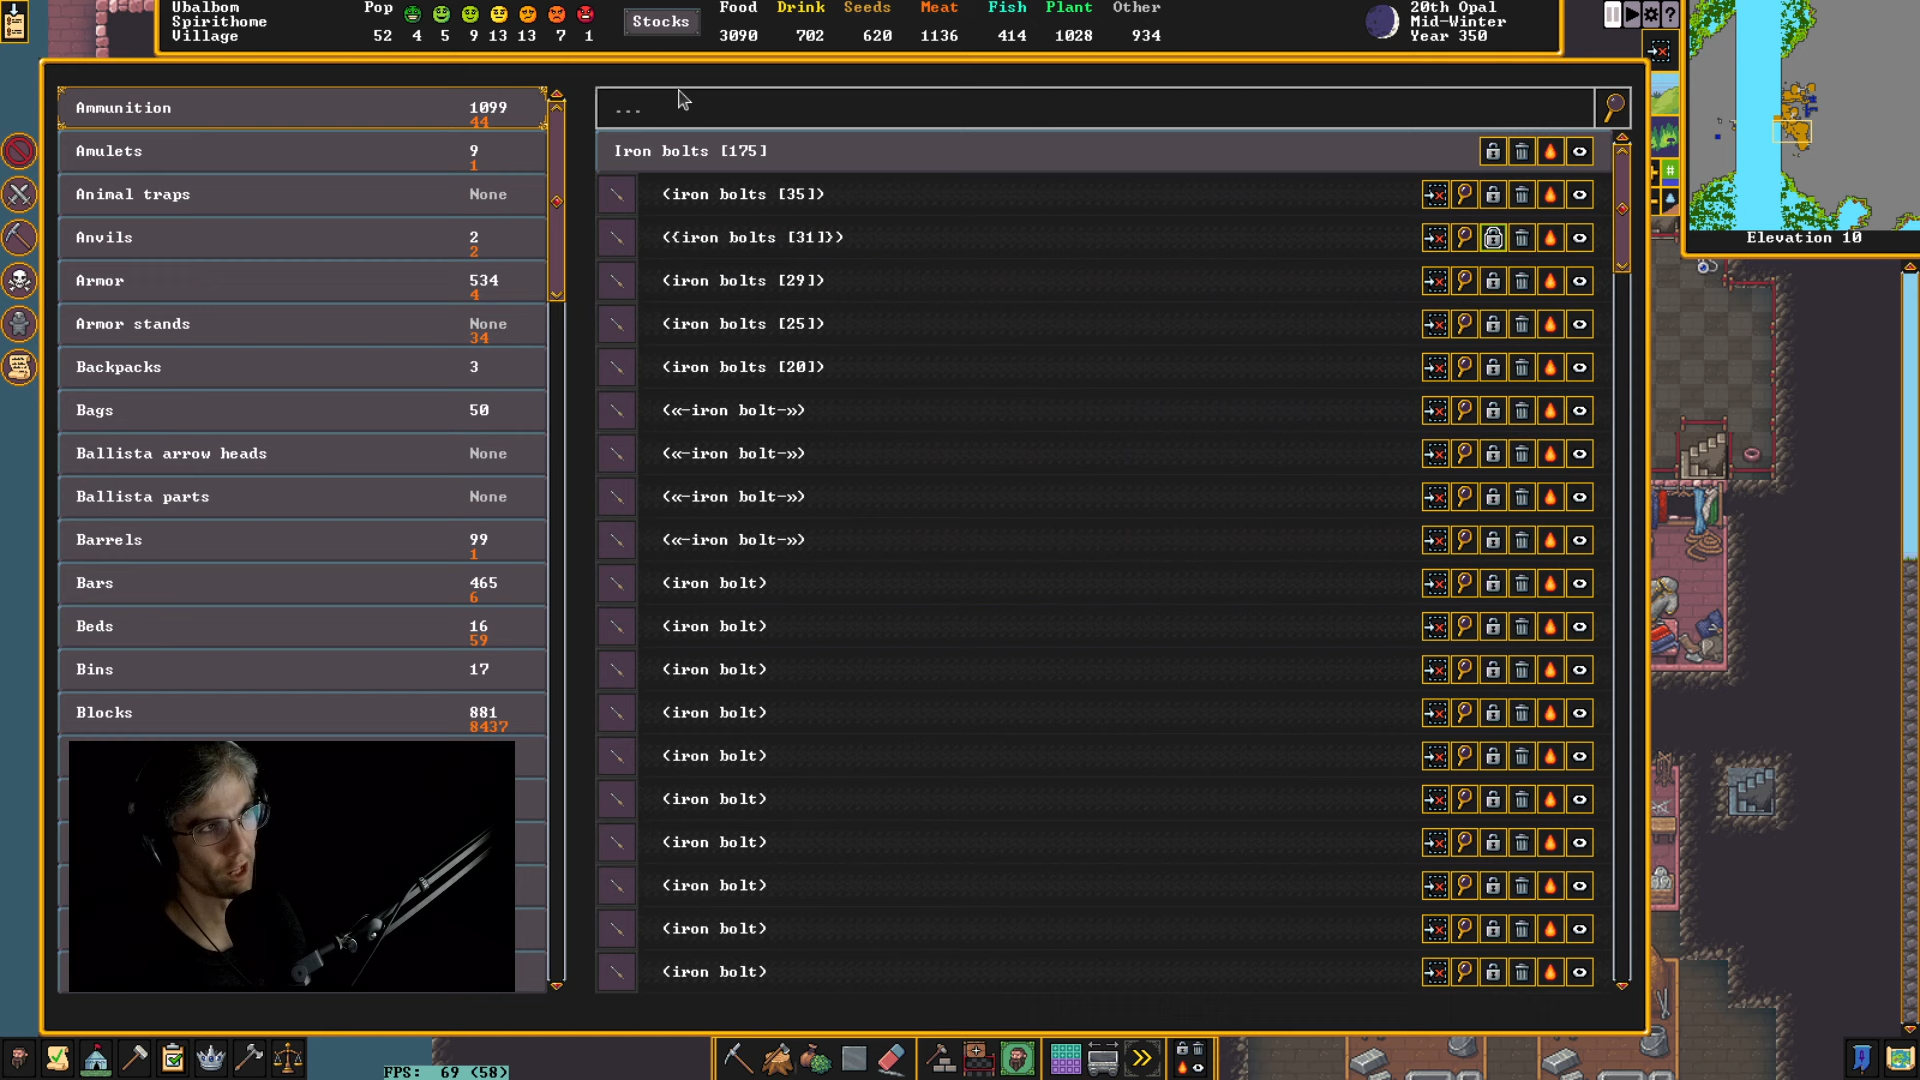 Ubalbom
Spirithome
Village
Pop
52 4 5 9 13 13 7 1
Stocks
Food Drink Seeds Meat Fish Plant Other
3090 702 620 1136 414 1028 934
20th Opal
Mid-Winter
Year 350
Elevation 10
Ammunition 1099
44
Amulets 9
1
Animal traps None
Anvils 2
2
Armor 534
4
Armor stands None
34
Backpacks 3
Bags 50
Ballista arrow heads None
Ballista parts None
Barrels 99
1
Bars 465
6
Beds 16
59
Bins 17
Blocks 881
8437
...
Iron bolts [175]
(iron bolts [35])
({iron bolts [31]})
(iron bolts [29])
(iron bolts [25])
(iron bolts [20])
(«-iron bolt-»)
(«-iron bolt-»)
(«-iron bolt-»)
(«-iron bolt-»)
(iron bolt)
(iron bolt)
(iron bolt)
(iron bolt)
(iron bolt)
(iron bolt)
(iron bolt)
(iron bolt)
(iron bolt)
(iron bolt)
FPS: 69 (58)